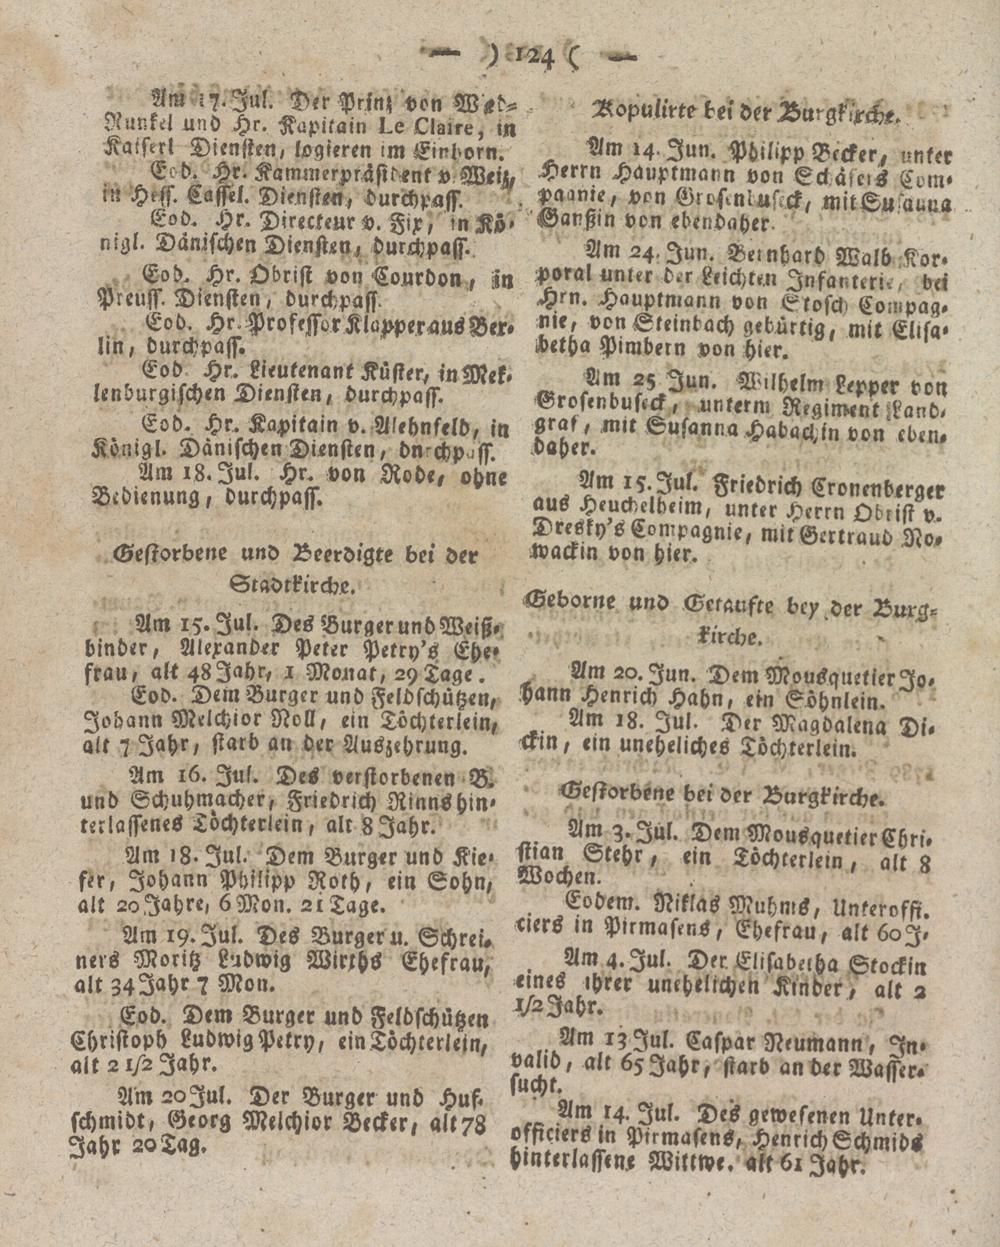 — ) 124 ( —
Am 17. Jul. Der Prinz von Wed=
Runkel und Hr. Kapitain Le Claire, in
Kaiserl Diensten, logieren im Einhorn.
Eod. Hr. Kammerpräsident v. Weiz,
in Hess. Cassel. Diensten, durchpass.
Eod. Hr. Directeur v. Fix, in Kö-
nigl. Dänischen Diensten, durchpass.
Eod. Hr. Obrist von Courdon, in
Preuss. Diensten, durchpass.
Eod. Hr. Professor Klapper aus Ber-
lin, durchpass.
Eod. Hr. Lieutenant Küster, in Mek-
lenburgischen Diensten, durchpass.
Eod. Hr. Kapitain v. Alehnfeld, in
Königl. Dänischen Diensten, durchpass.
Am 18. Jul. Hr. von Rode, ohne
Bedienung, durchpass.
Gestorbene und Beerdigte bei der
Stadtkirche.
Am 15. Jul. Des Burger und Weiß-
binder, Alexander Peter Petry's Ehe-
frau, alt 48 Jahr, 1 Monat, 29 Tage.
Eod. Dem Burger und Feldschützen,
Johann Melchior Noll, ein Töchterlein,
alt 7 Jahr, starb an der Auszehrung.
Am 16. Jul. Des verstorbenen B.
und Schuhmacher, Friedrich Rinns hin-
terlassenes Töchterlein, alt 8 Jahr.
Am 18. Jul. Dem Burger und Kie-
fer, Johann Philipp Roth, ein Sohn,
alt 20 Jahre, 6 Mon. 21 Tage.
Am 19. Jul. Des Burger u. Schrei-
ners Moritz Ludwig Wirths Ehefrau,
alt 34 Jahr 7 Mon.
Eod. Dem Burger und Feldschützen
Christoph Ludwig Petry, ein Töchterlein,
alt 2 1/2 Jahr.
Am 20 Jul. Der Burger und Huf-
schmidt, Georg Melchior Becker, alt 78
Jahr 20 Tag.
Kopulirte bei der Burgkirche.
Am 14. Jun. Philipp Becker, unter
Herrn Hauptmann von Schäfers Com-
pagnie, von Grosenbuseck, mit Susanna
Ganßin von ebendaher.
Am 24. Jun. Bernhard Walb Kor-
poral unter der Leichten Infanterie, bei
Hrn. Hauptmann von Stosch Compag-
nie, von Steinbach gebürtig, mit Elisa-
betha Pimbern von hier.
Am 25 Jun. Wilhelm Lepper von
Grosenbuseck, unterm Regiment Land-
graf, mit Susanna Habachin von eben-
daher.
Am 15. Jul. Friedrich Cronenberger
aus Heuchelheim, unter Herrn Obrist v.
Dresky's Compagnie, mit Gertraud No-
wackin von hier.
Geborne und Getaufte bey der Burg=
kirche.
Am 20. Jun. Dem Mousquetier Jo-
hann Henrich Hahn, ein Söhnlein.
Am 18. Jul. Der Magdalena Di-
ckin, ein uneheliches Töchterlein.
Gestorbene bei der Burgkirche.
Am 3. Jul. Dem Mousquetier Chri-
stian Stehr, ein Töchterlein, alt 8
Wochen.
Eodem. Niklas Muhms, Unteroffi-
ciers in Pirmasens, Ehefrau, alt 60 J.
Am 4. Jul. Der Elisabetha Stockin
eines ihrer unehelichen Kinder, alt 2
1/2 Jahr.
Am 13 Jul. Caspar Neumann, In-
valid, alt 65 Jahr, starb an der Wasser-
sucht.
Am 14. Jul. Des gewesenen Unter-
officiers in Pirmasens, Henrich Schmids
hinterlassene Wittwe. alt 61 Jahr.